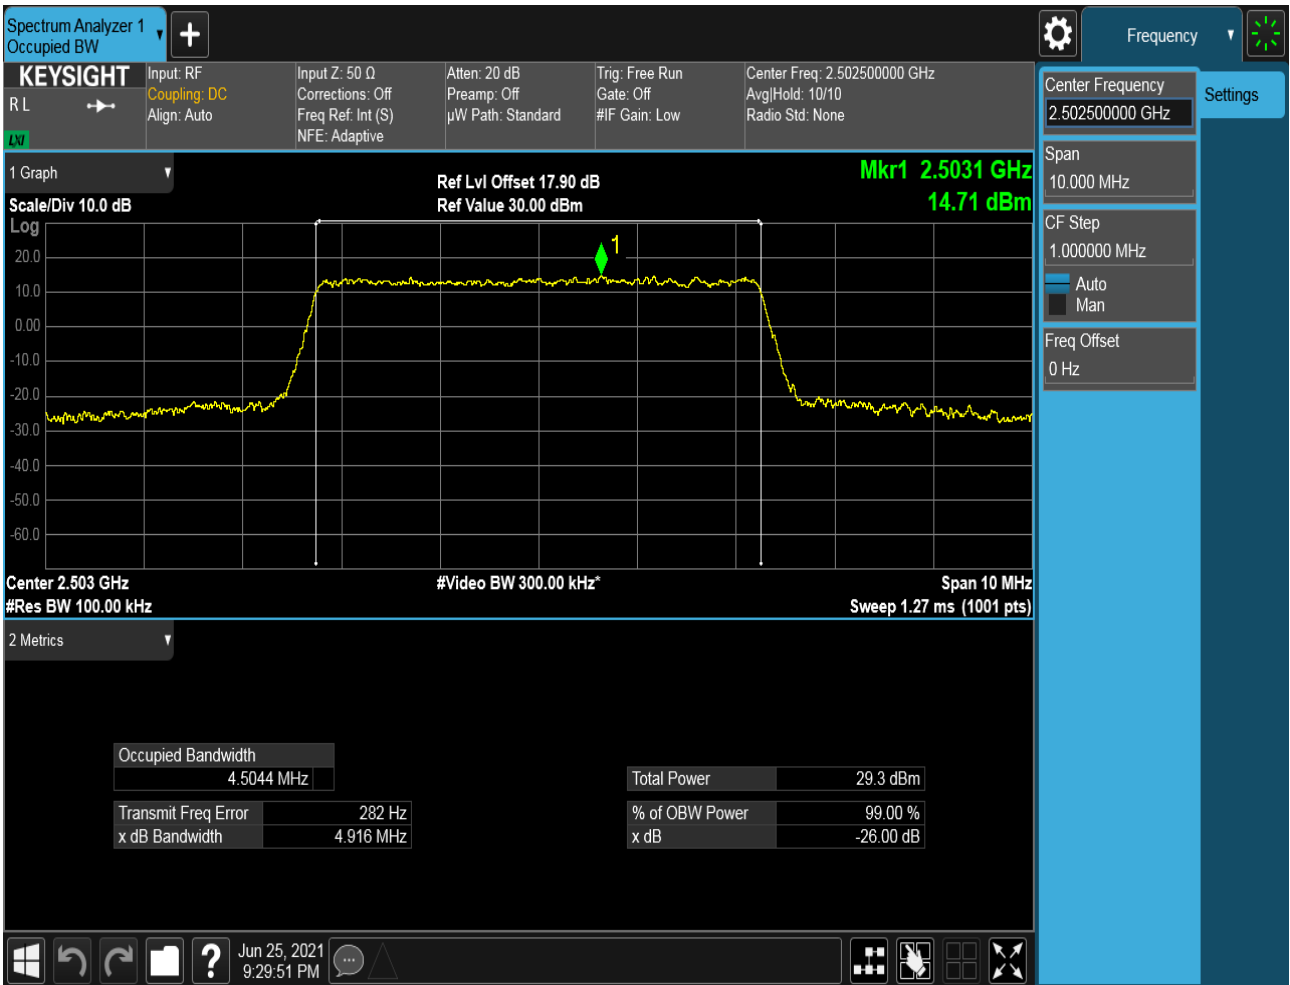 Spectrum Analyzer 1
Occupied BW
Frequency
KEYSIGHT
R L
LXI
Input: RF
Coupling: DC
Align: Auto
Input Z: 50 Ω
Corrections: Off
Freq Ref: Int (S)
NFE: Adaptive
Atten: 20 dB
Preamp: Off
µW Path: Standard
Trig: Free Run
Gate: Off
#IF Gain: Low
Center Freq: 2.502500000 GHz
Avg|Hold: 10/10
Radio Std: None
Center Frequency
2.502500000 GHz
Settings
Span
10.000 MHz
CF Step
1.000000 MHz
Auto
Man
Freq Offset
0 Hz
1 Graph
Scale/Div 10.0 dB
Log
Ref Lvl Offset 17.90 dB
Ref Value 30.00 dBm
Mkr1 2.5031 GHz
14.71 dBm
1
20.0
10.0
0.00
-10.0
-20.0
-30.0
-40.0
-50.0
-60.0
Center 2.503 GHz
#Res BW 100.00 kHz
#Video BW 300.00 kHz*
Span 10 MHz
Sweep 1.27 ms (1001 pts)
2 Metrics
Occupied Bandwidth
4.5044 MHz
Transmit Freq Error 282 Hz
x dB Bandwidth 4.916 MHz
Total Power 29.3 dBm
% of OBW Power 99.00 %
x dB -26.00 dB
?
Jun 25, 2021
9:29:51 PM